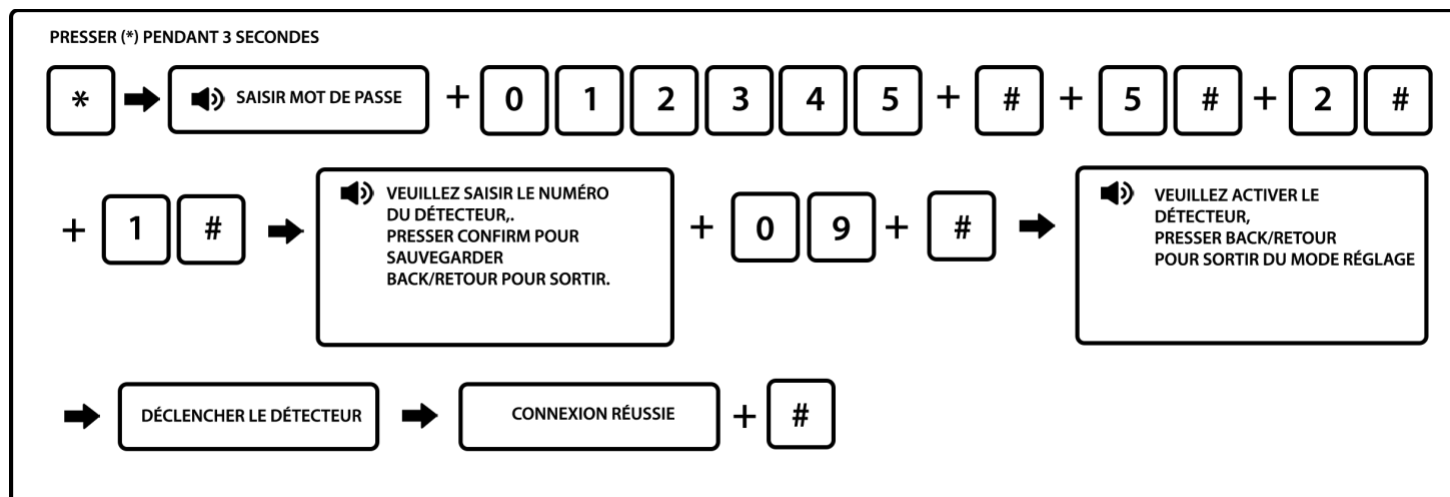 PRESSER (*) PENDANT 3 SECONDES
* SAISIR MOT DE PASSE + 0 1 2 3 4 5 + # + 5 # + 2 #
+ 1 #
VEUILLEZ SAISIR LE NUMÉRO
DU DÉTECTEUR,.
PRESSER CONFIRM POUR
SAUVEGARDER
BACK/RETOUR POUR SORTIR.
+ 0 9 + #
VEUILLEZ ACTIVER LE
DÉTECTEUR,
PRESSER BACK/RETOUR
POUR SORTIR DU MODE RÉGLAGE
DÉCLENCHER LE DÉTECTEUR CONNEXION RÉUSSIE + #